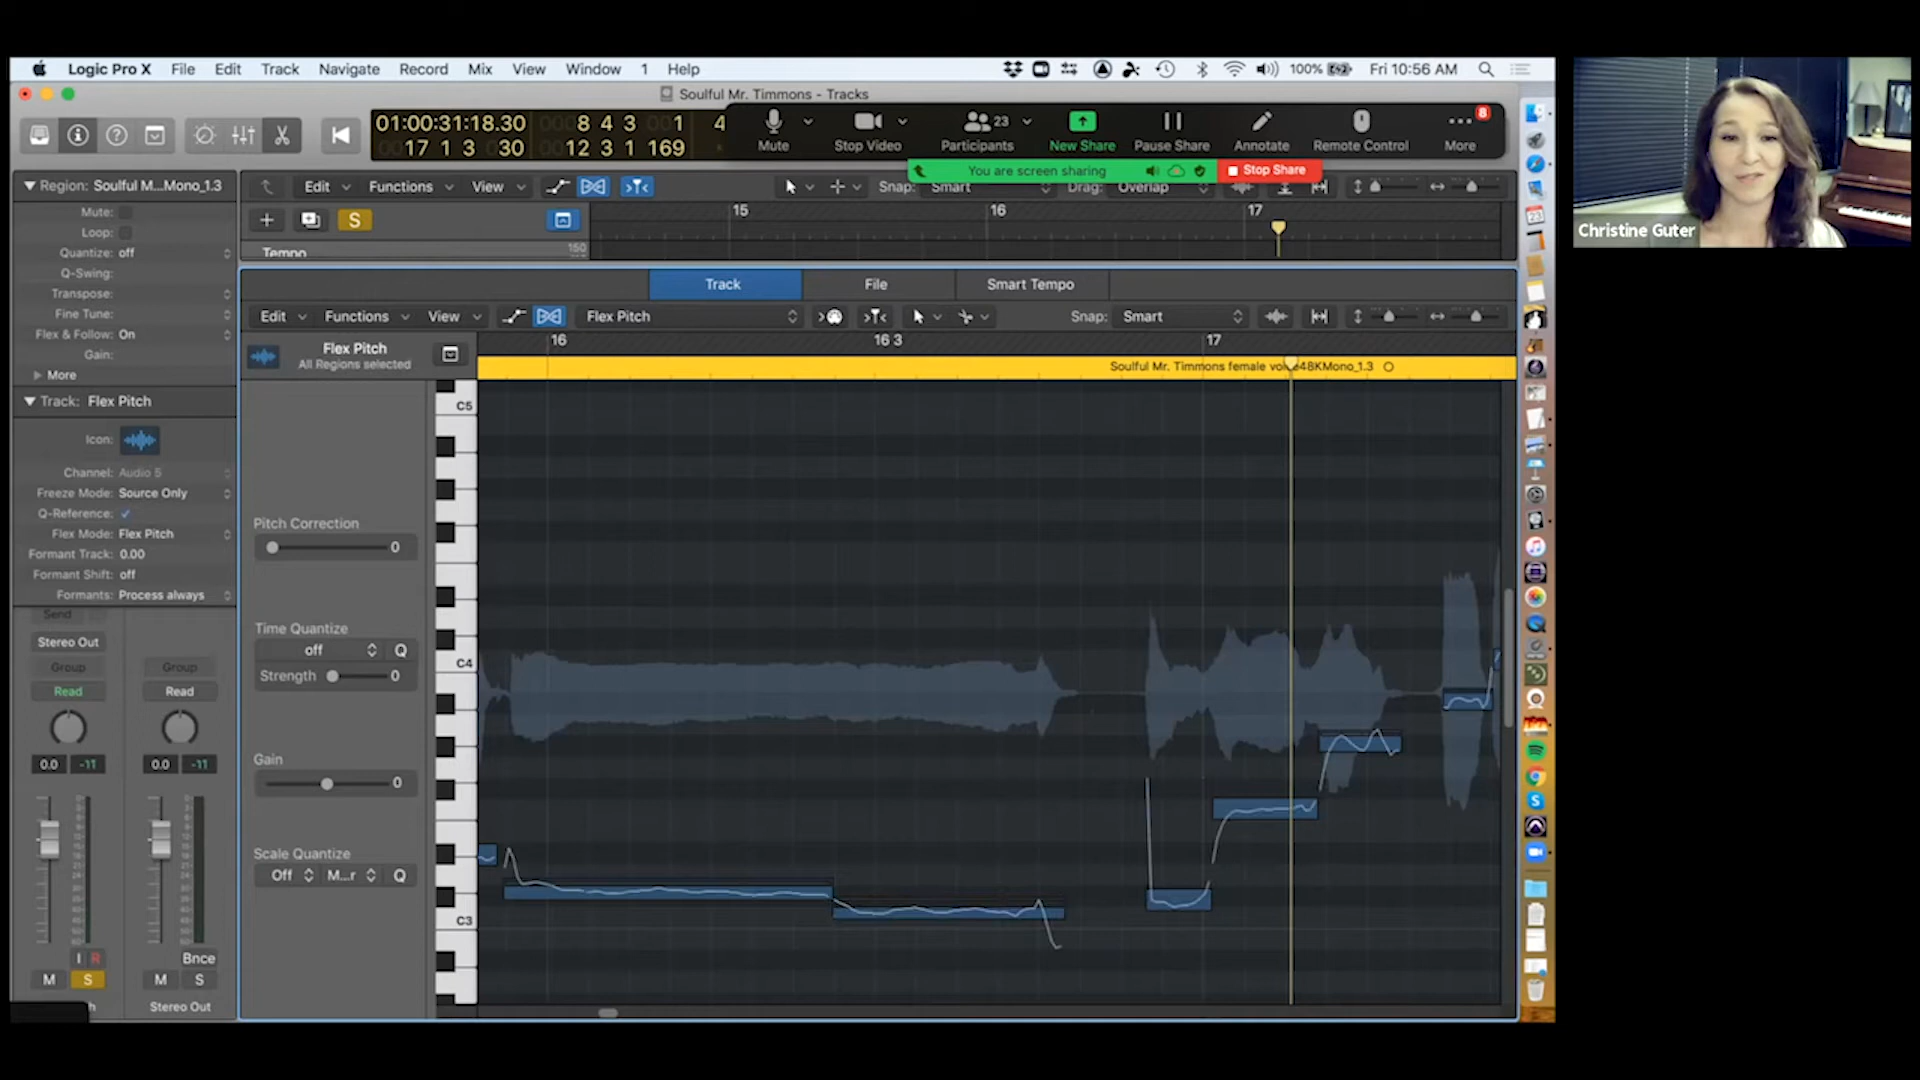 Logic Pro X File Edit Track Navigate Record Mix View Window 1 Help 100% Fri 10:56 AM
Soulful Mr. Timmons - Tracks
01:00:31:18.30 8 4 3 1 4
17 1 3 30 12 3 1 169
Mute Stop Video Participants 23 New Share Pause Share Annotate Remote Control More 8
You are screen sharing Stop Share
Christine Guter
Region: Soulful M...Mono_1.3
Mute:
Loop:
Quantize: off
Q-Swing:
Transpose:
Fine Tune:
Flex & Follow: On
Gain:
More
Track: Flex Pitch
Icon:
Channel: Audio 5
Freeze Mode: Source Only
Q-Reference:
Flex Mode: Flex Pitch
Formant Track: 0.00
Formant Shift: off
Formants: Process always
Send
Stereo Out
Group Group
Read Read
0.0 -11 0.0 -11
I R Bnce
M S M S
h Stereo Out
Edit Functions View Snap: Smart Drag: Overlap
S 15 16 17
Tempo 150
Track File Smart Tempo
Edit Functions View Flex Pitch Snap: Smart
16 16 3 17
Flex Pitch
All Regions selected
Soulful Mr. Timmons female voice48KMono_1.3
C5
Pitch Correction
0
Time Quantize
off Q
Strength 0
C4
Gain
0
Scale Quantize
Off M...r Q
C3